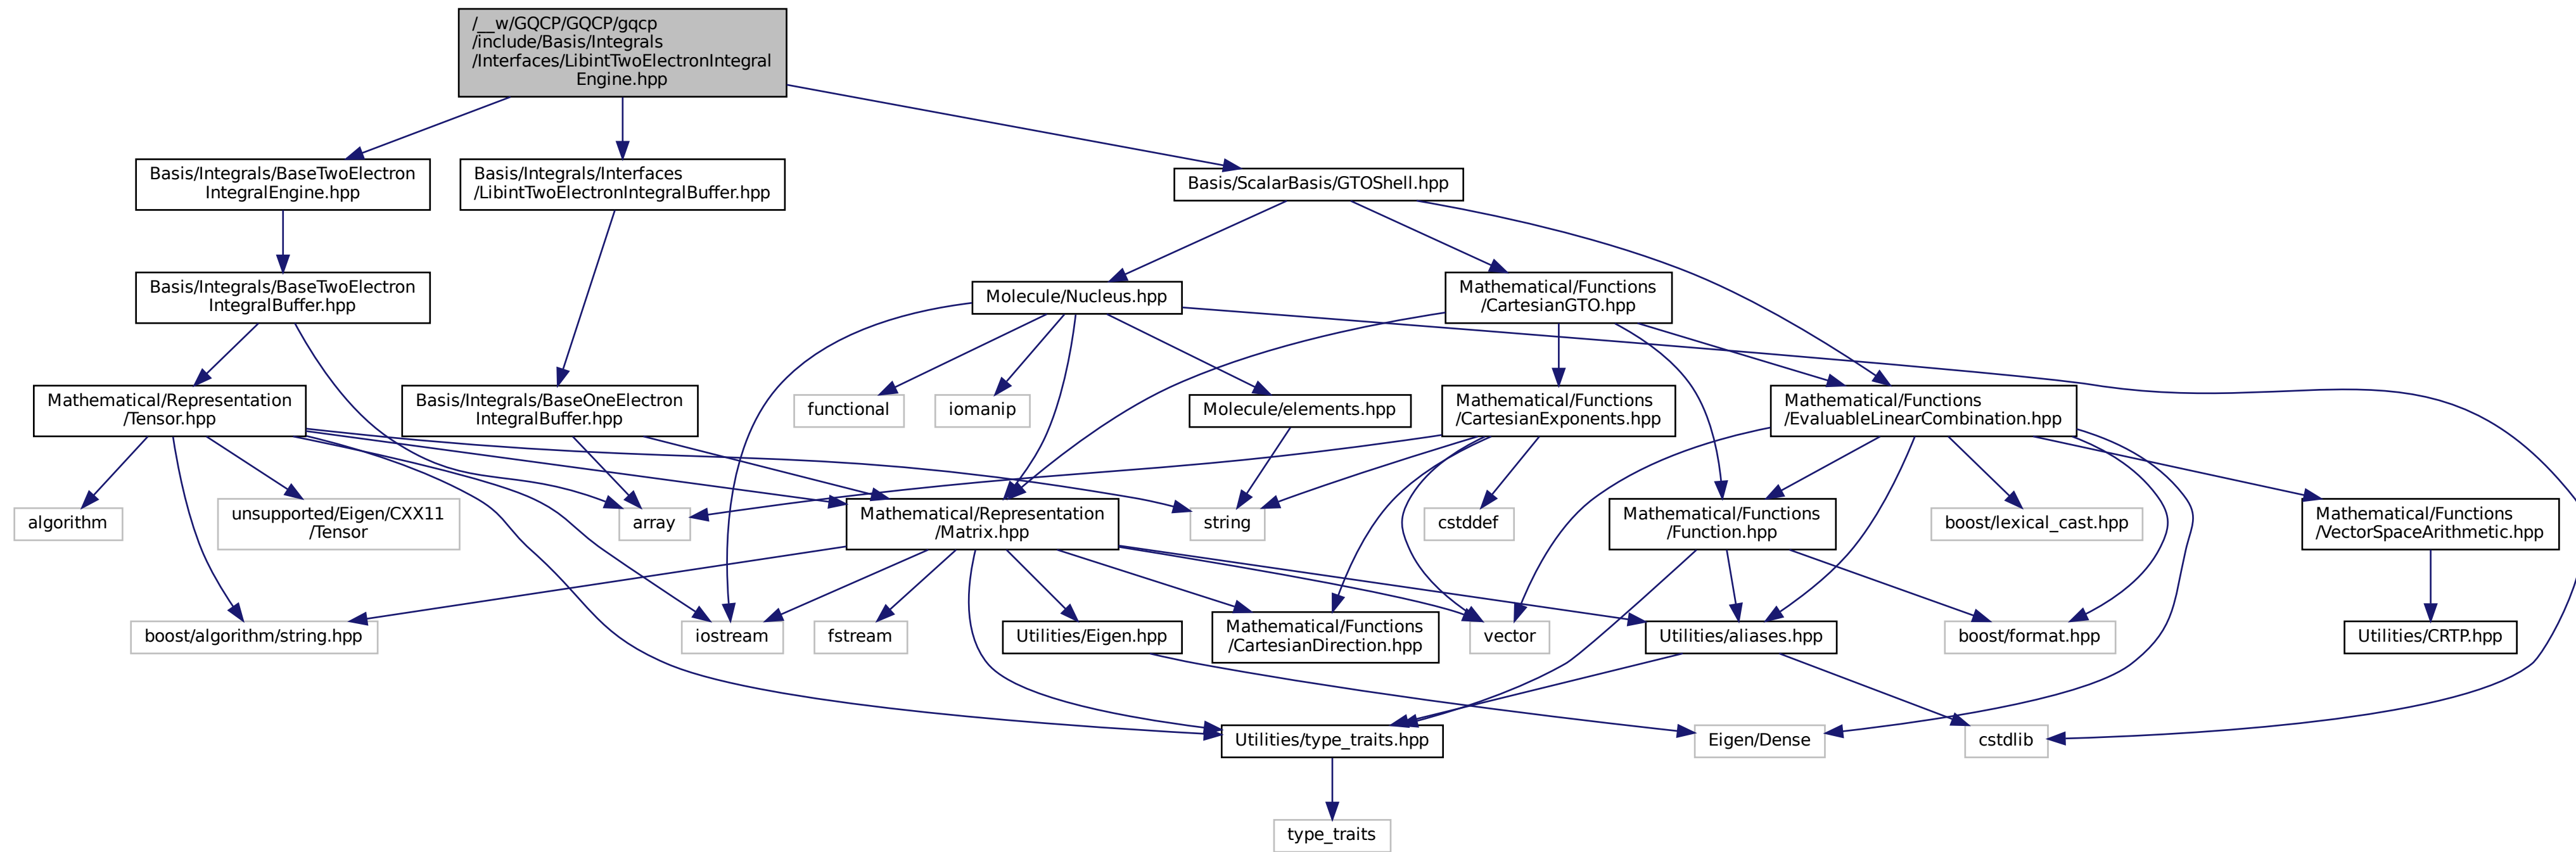 /__w/GQCP/GQCP/gqcp
/include/Basis/Integrals
/Interfaces/LibintTwoElectronIntegral
Engine.hpp
Basis/Integrals/BaseTwoElectron
IntegralEngine.hpp
Basis/Integrals/Interfaces
/LibintTwoElectronIntegralBuffer.hpp
Basis/ScalarBasis/GTOShell.hpp
Basis/Integrals/BaseTwoElectron
IntegralBuffer.hpp
Molecule/Nucleus.hpp
Mathematical/Functions
/CartesianGTO.hpp
Mathematical/Representation
/Tensor.hpp
Basis/Integrals/BaseOneElectron
IntegralBuffer.hpp
functional
iomanip
Molecule/elements.hpp
Mathematical/Functions
/CartesianExponents.hpp
Mathematical/Functions
/EvaluableLinearCombination.hpp
algorithm
unsupported/Eigen/CXX11
/Tensor
array
Mathematical/Representation
/Matrix.hpp
string
cstddef
Mathematical/Functions
/Function.hpp
boost/lexical_cast.hpp
Mathematical/Functions
/VectorSpaceArithmetic.hpp
boost/algorithm/string.hpp
iostream
fstream
Utilities/Eigen.hpp
Mathematical/Functions
/CartesianDirection.hpp
vector
Utilities/aliases.hpp
boost/format.hpp
Utilities/CRTP.hpp
Utilities/type_traits.hpp
Eigen/Dense
cstdlib
type_traits